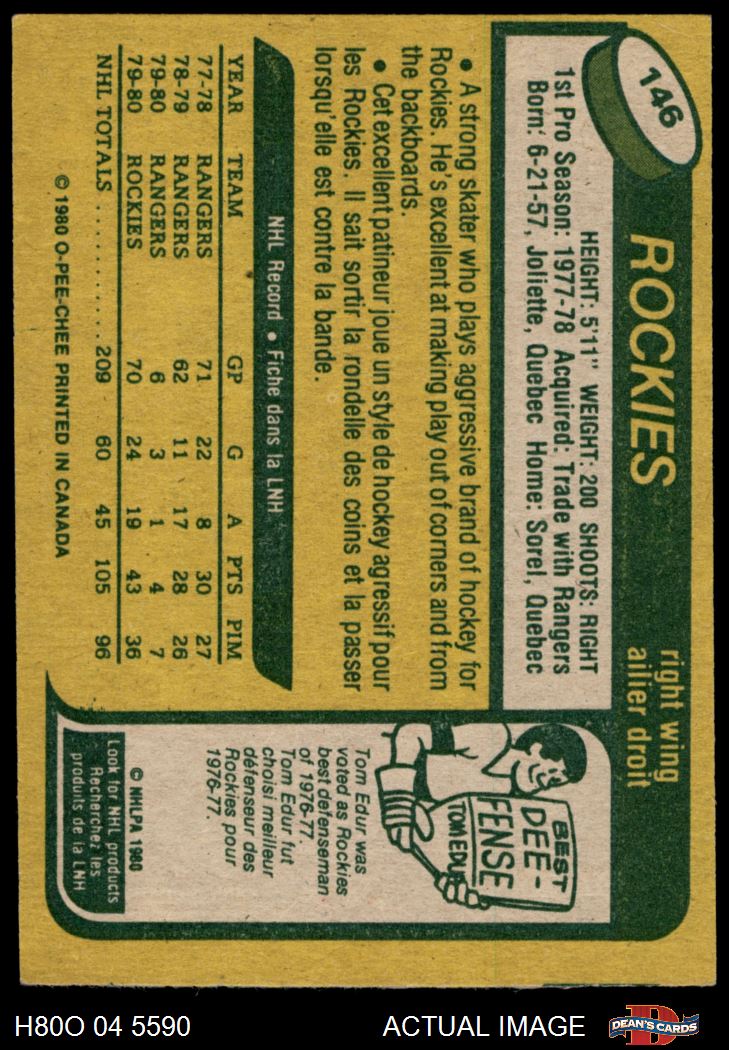 146
ROCKIES
right wing
ailier droit
HEIGHT: 5'11" WEIGHT: 200 SHOOTS: RIGHT
1st Pro Season: 1977-78 Acquired: Trade with Rangers
Born: 6-21-57, Joliette, Quebec Home: Sorel, Quebec
• A strong skater who plays aggressive brand of hockey for
Rockies. He's excellent at making play out of corners and from
the backboards.
• Cet excellent patineur joue un style de hockey agressif pour
les Rockies. Il sait sortir la rondelle des coins et la passer
lorsqu'elle est contre la bande.
NHL Record • Fiche dans la LNH
YEAR TEAM GP G A PTS PIM
77-78 RANGERS 71 22 8 30 27
78-79 RANGERS 62 11 17 28 26
79-80 RANGERS 6 3 1 4 7
79-80 ROCKIES 70 24 19 43 36
NHL TOTALS .......... 209 60 45 105 96
© 1980 O-PEE-CHEE PRINTED IN CANADA
BEST
DEE-
FENSE
TOM EDUR
Tom Edur was
voted as Rockies
best defenseman
of 1976-77.
Tom Edur fut
choisi meilleur
défenseur des
Rockies pour
1976-77.
© NHLPA 1980
Look for NHL products
Recherchez les
produits de la LNH
H80O 04 5590
ACTUAL IMAGE
DEAN'S CARDS